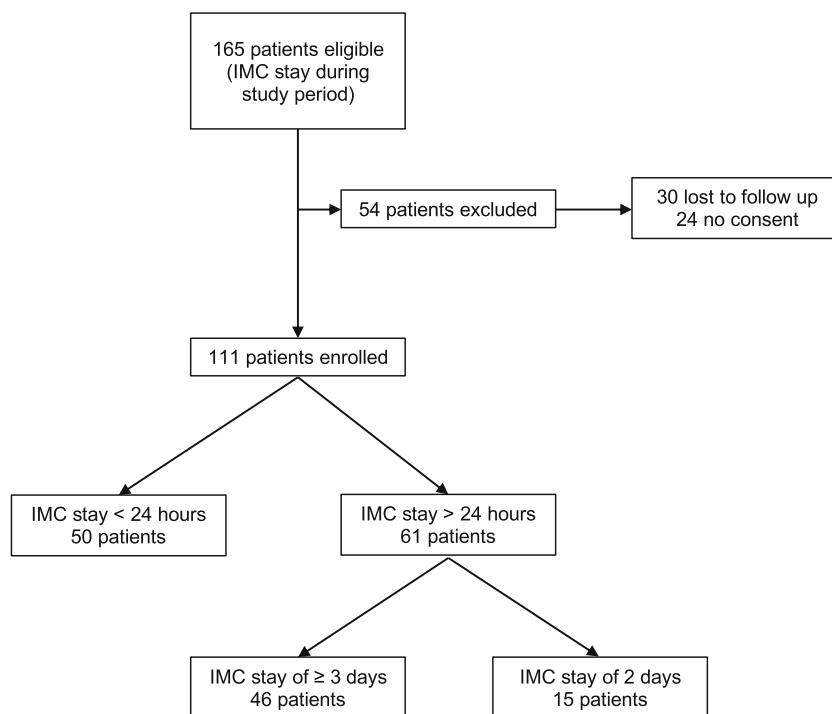 165 patients eligible
(IMC stay during
study period)
54 patients excluded
30 lost to follow up
24 no consent
111 patients enrolled
IMC stay < 24 hours
50 patients
IMC stay > 24 hours
61 patients
IMC stay of ≥ 3 days
46 patients
IMC stay of 2 days
15 patients